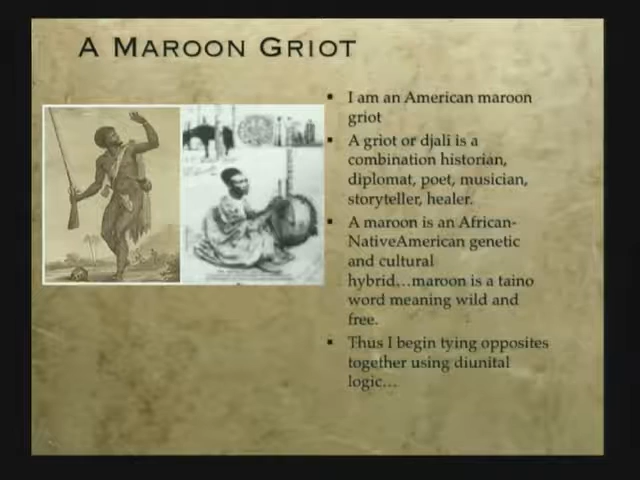 A MAROON GRIOT
▪ I am an American maroon
griot
▪ A griot or djali is a
combination historian,
diplomat, poet, musician,
storyteller, healer.
▪ A maroon is an African-
NativeAmerican genetic
and cultural
hybrid…maroon is a taino
word meaning wild and
free.
▪ Thus I begin tying opposites
together using diunital
logic…